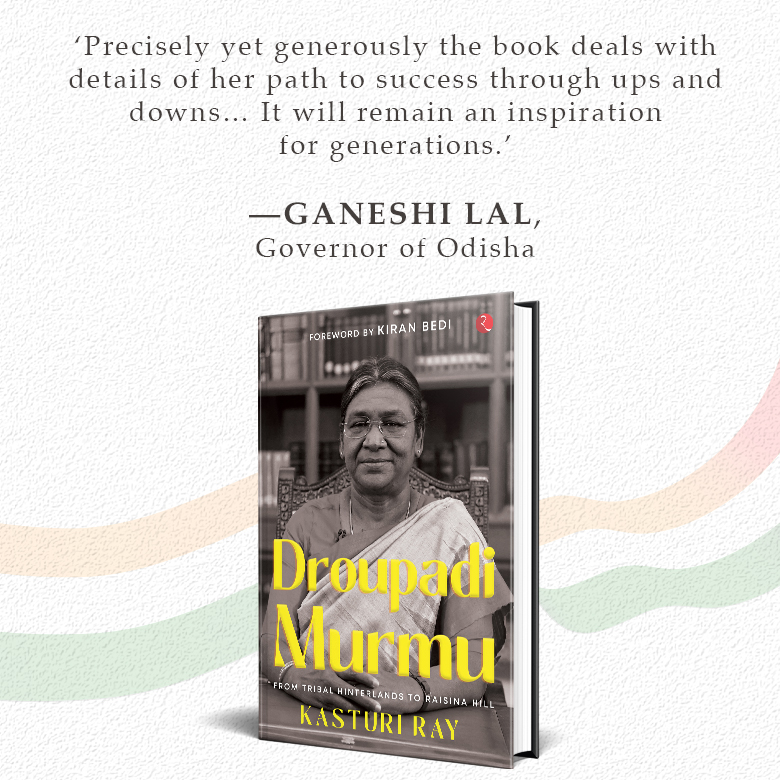 ‘Precisely yet generously the book deals with
details of her path to success through ups and
downns... It will remain an inspiration
for generations.’
—GANESHI LAL,
Governor of Odisha
FOREWORD BY KIRAN BEDI
Droupadi
Murmu
FROM TRIBAL HINTERLANDS TO RAISINA HILL
KASTURI RAY